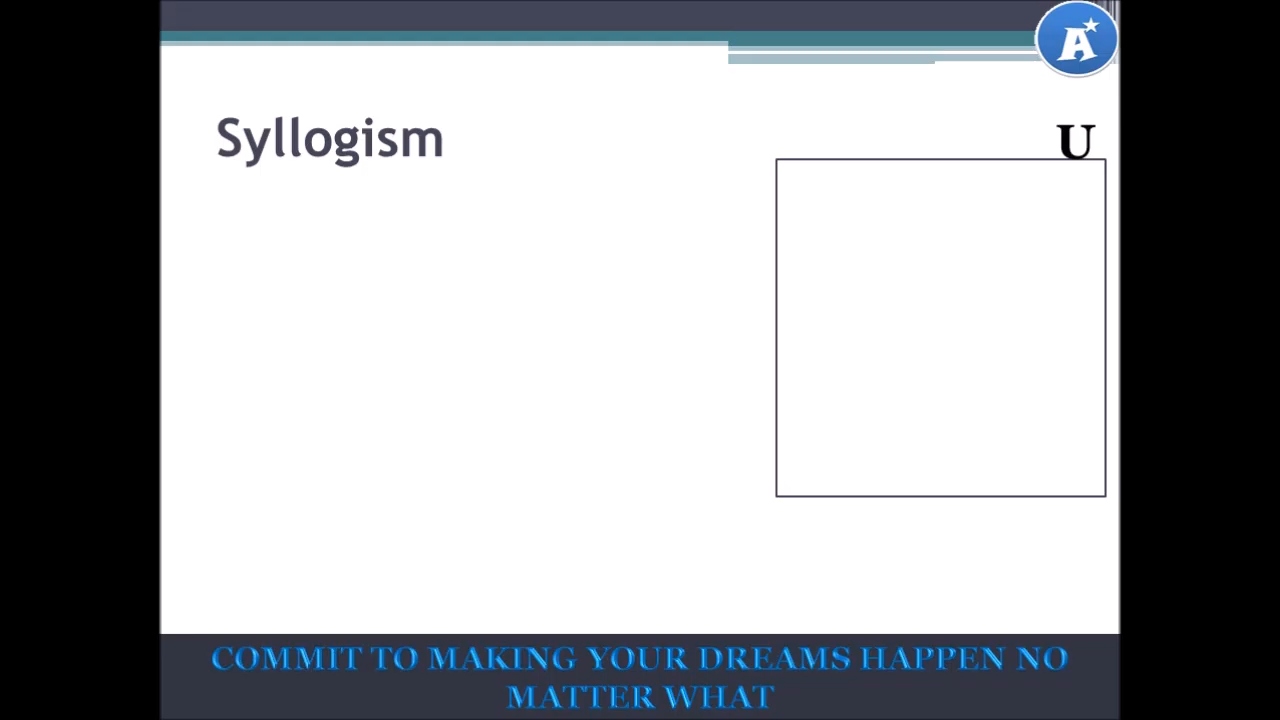 A
Syllogism
U
COMMIT TO MAKING YOUR DREAMS HAPPEN NO
MATTER WHAT